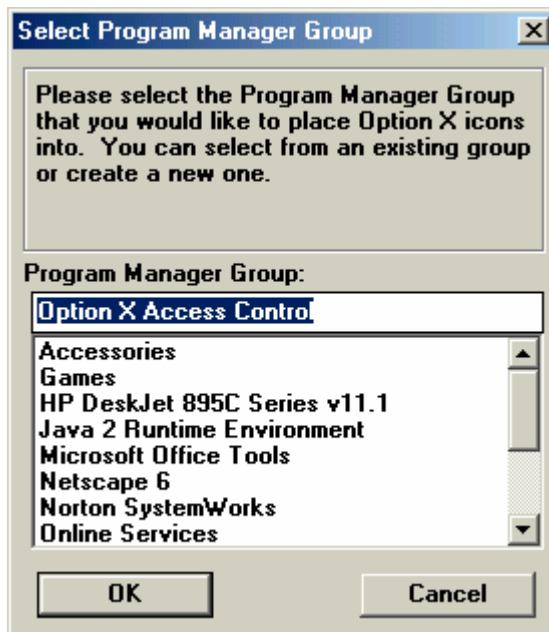 Select Program Manager Group
Please select the Program Manager Group
that you would like to place Option X icons
into.  You can select from an existing group
or create a new one.
Program Manager Group:
Option X Access Control
Accessories
Games
HP DeskJet 895C Series v11.1
Java 2 Runtime Environment
Microsoft Office Tools
Netscape 6
Norton SystemWorks
Online Services
OK
Cancel